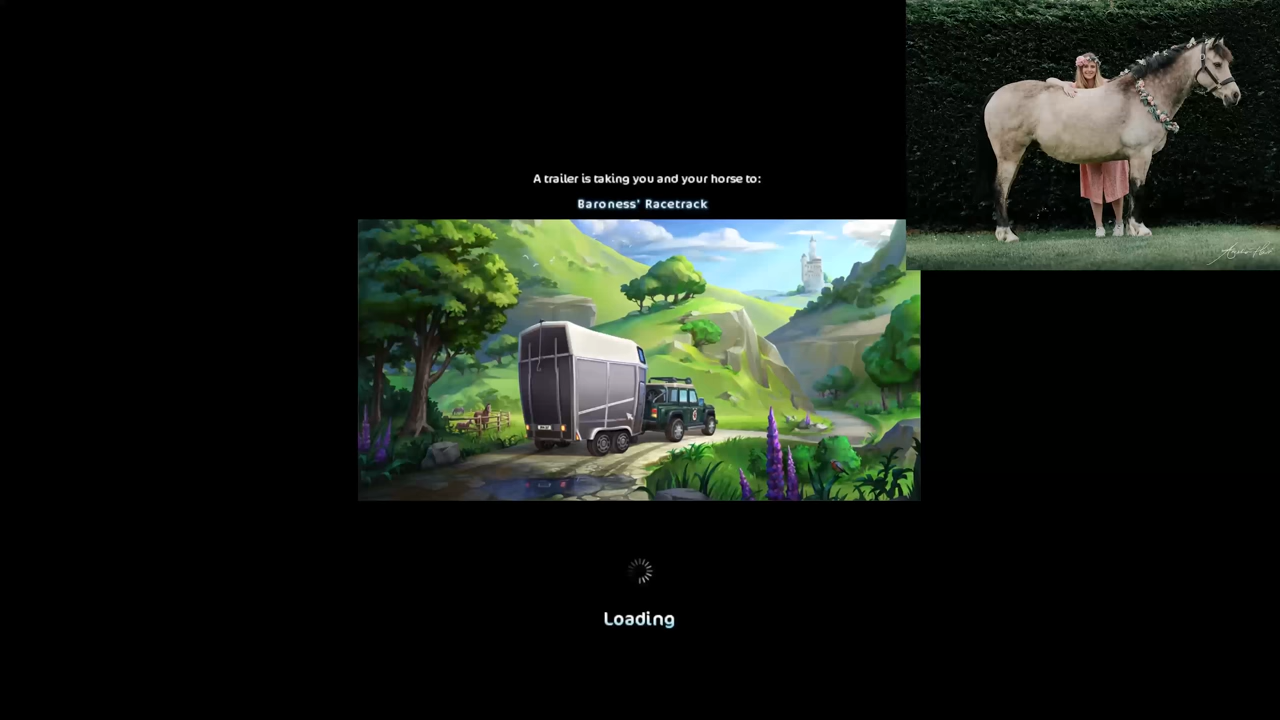 A trailer is taking you and your horse to:
Baroness' Racetrack
Loading